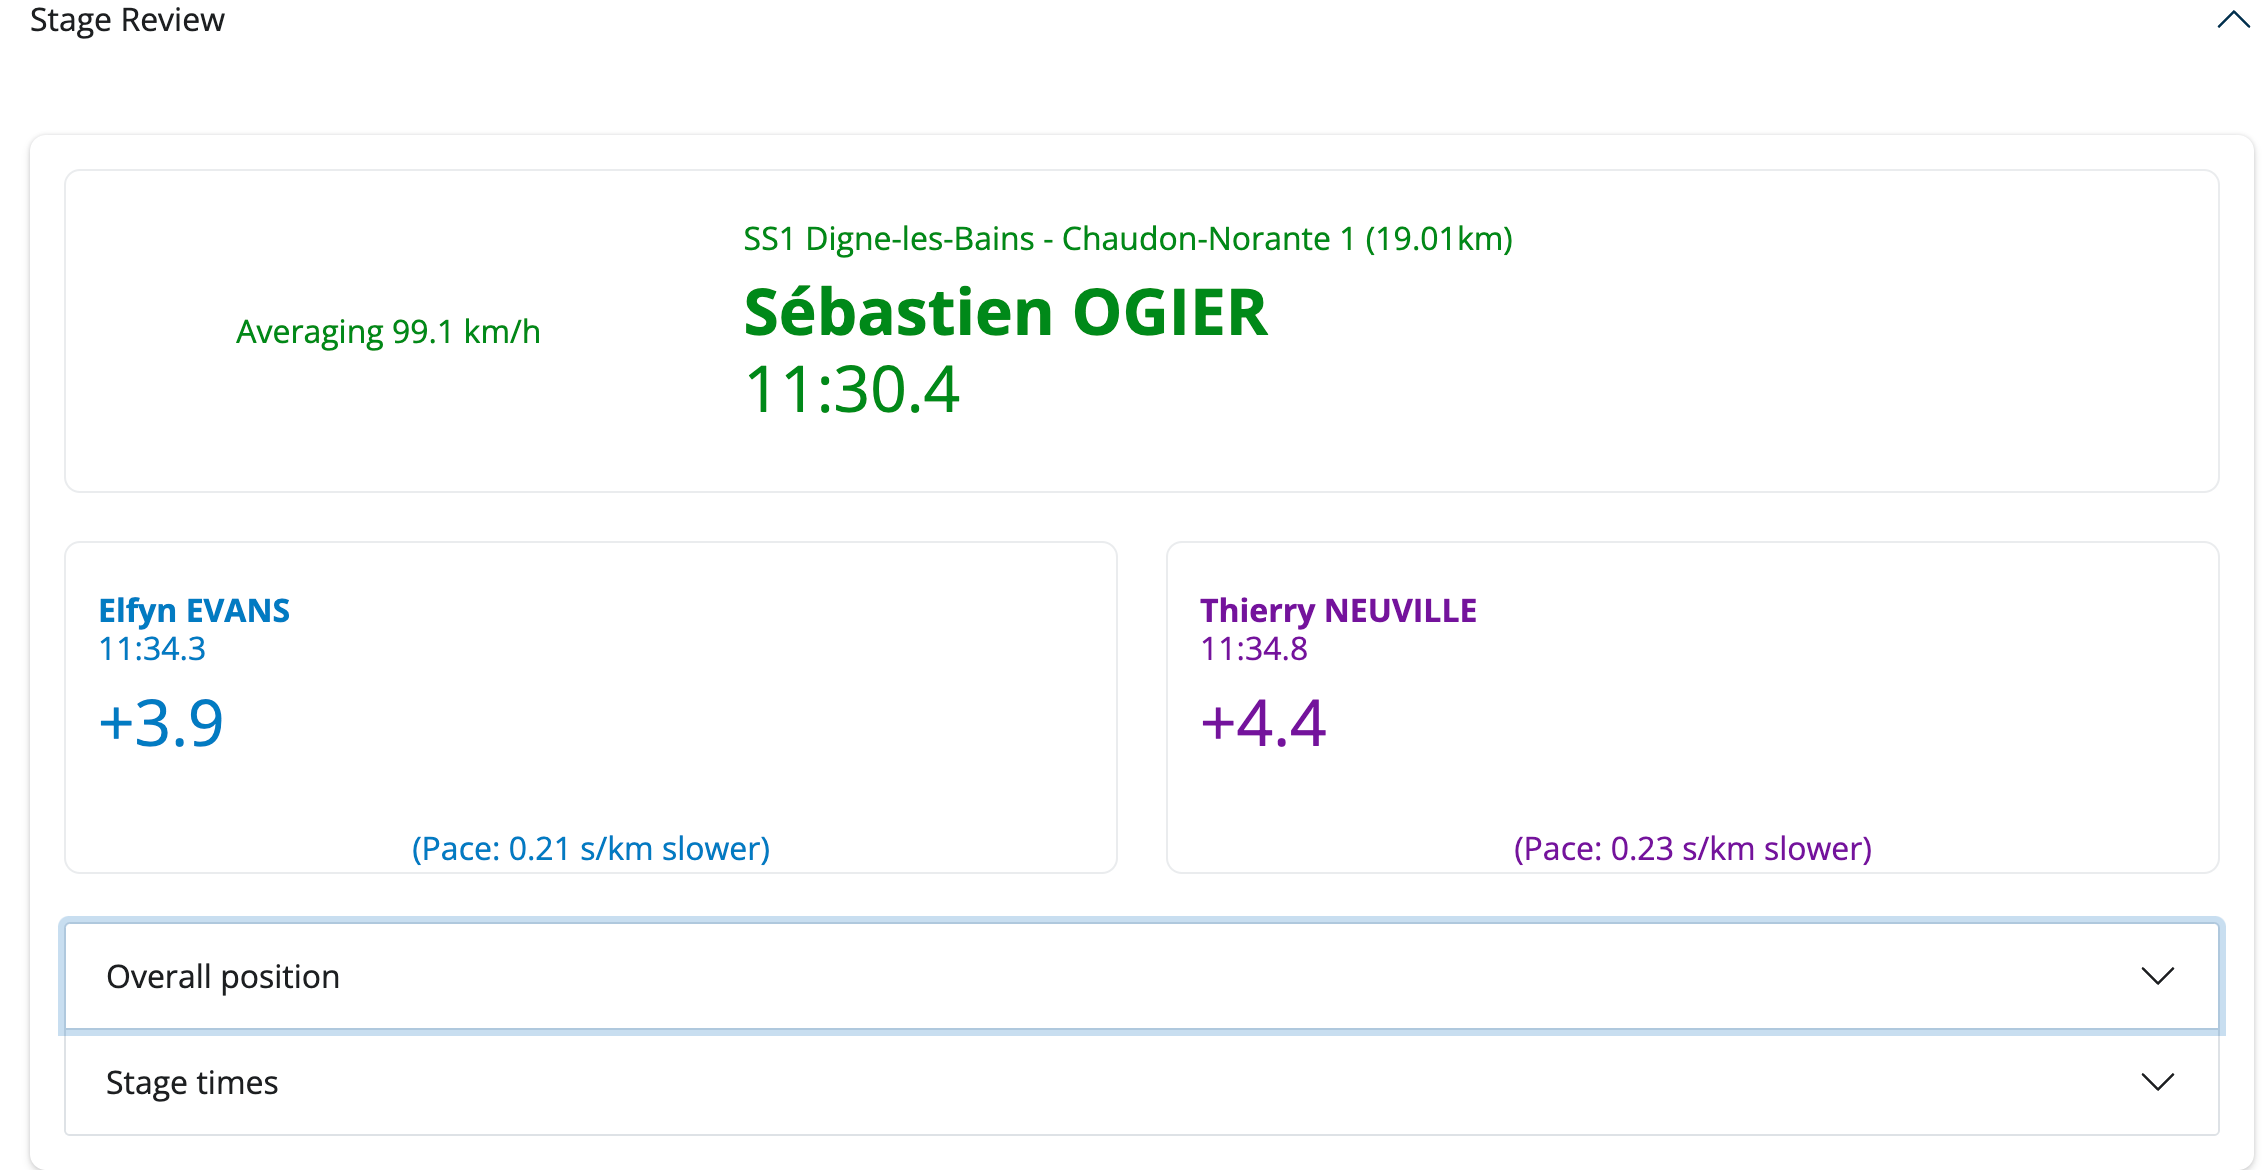 Stage Review
SS1 Digne-les-Bains - Chaudon-Norante 1 (19.01km)
Averaging 99.1 km/h
Sébastien OGIER
11:30.4
Elfyn EVANS
11:34.3
+3.9
(Pace: 0.21 s/km slower)
Thierry NEUVILLE
11:34.8
+4.4
(Pace: 0.23 s/km slower)
Overall position
Stage times